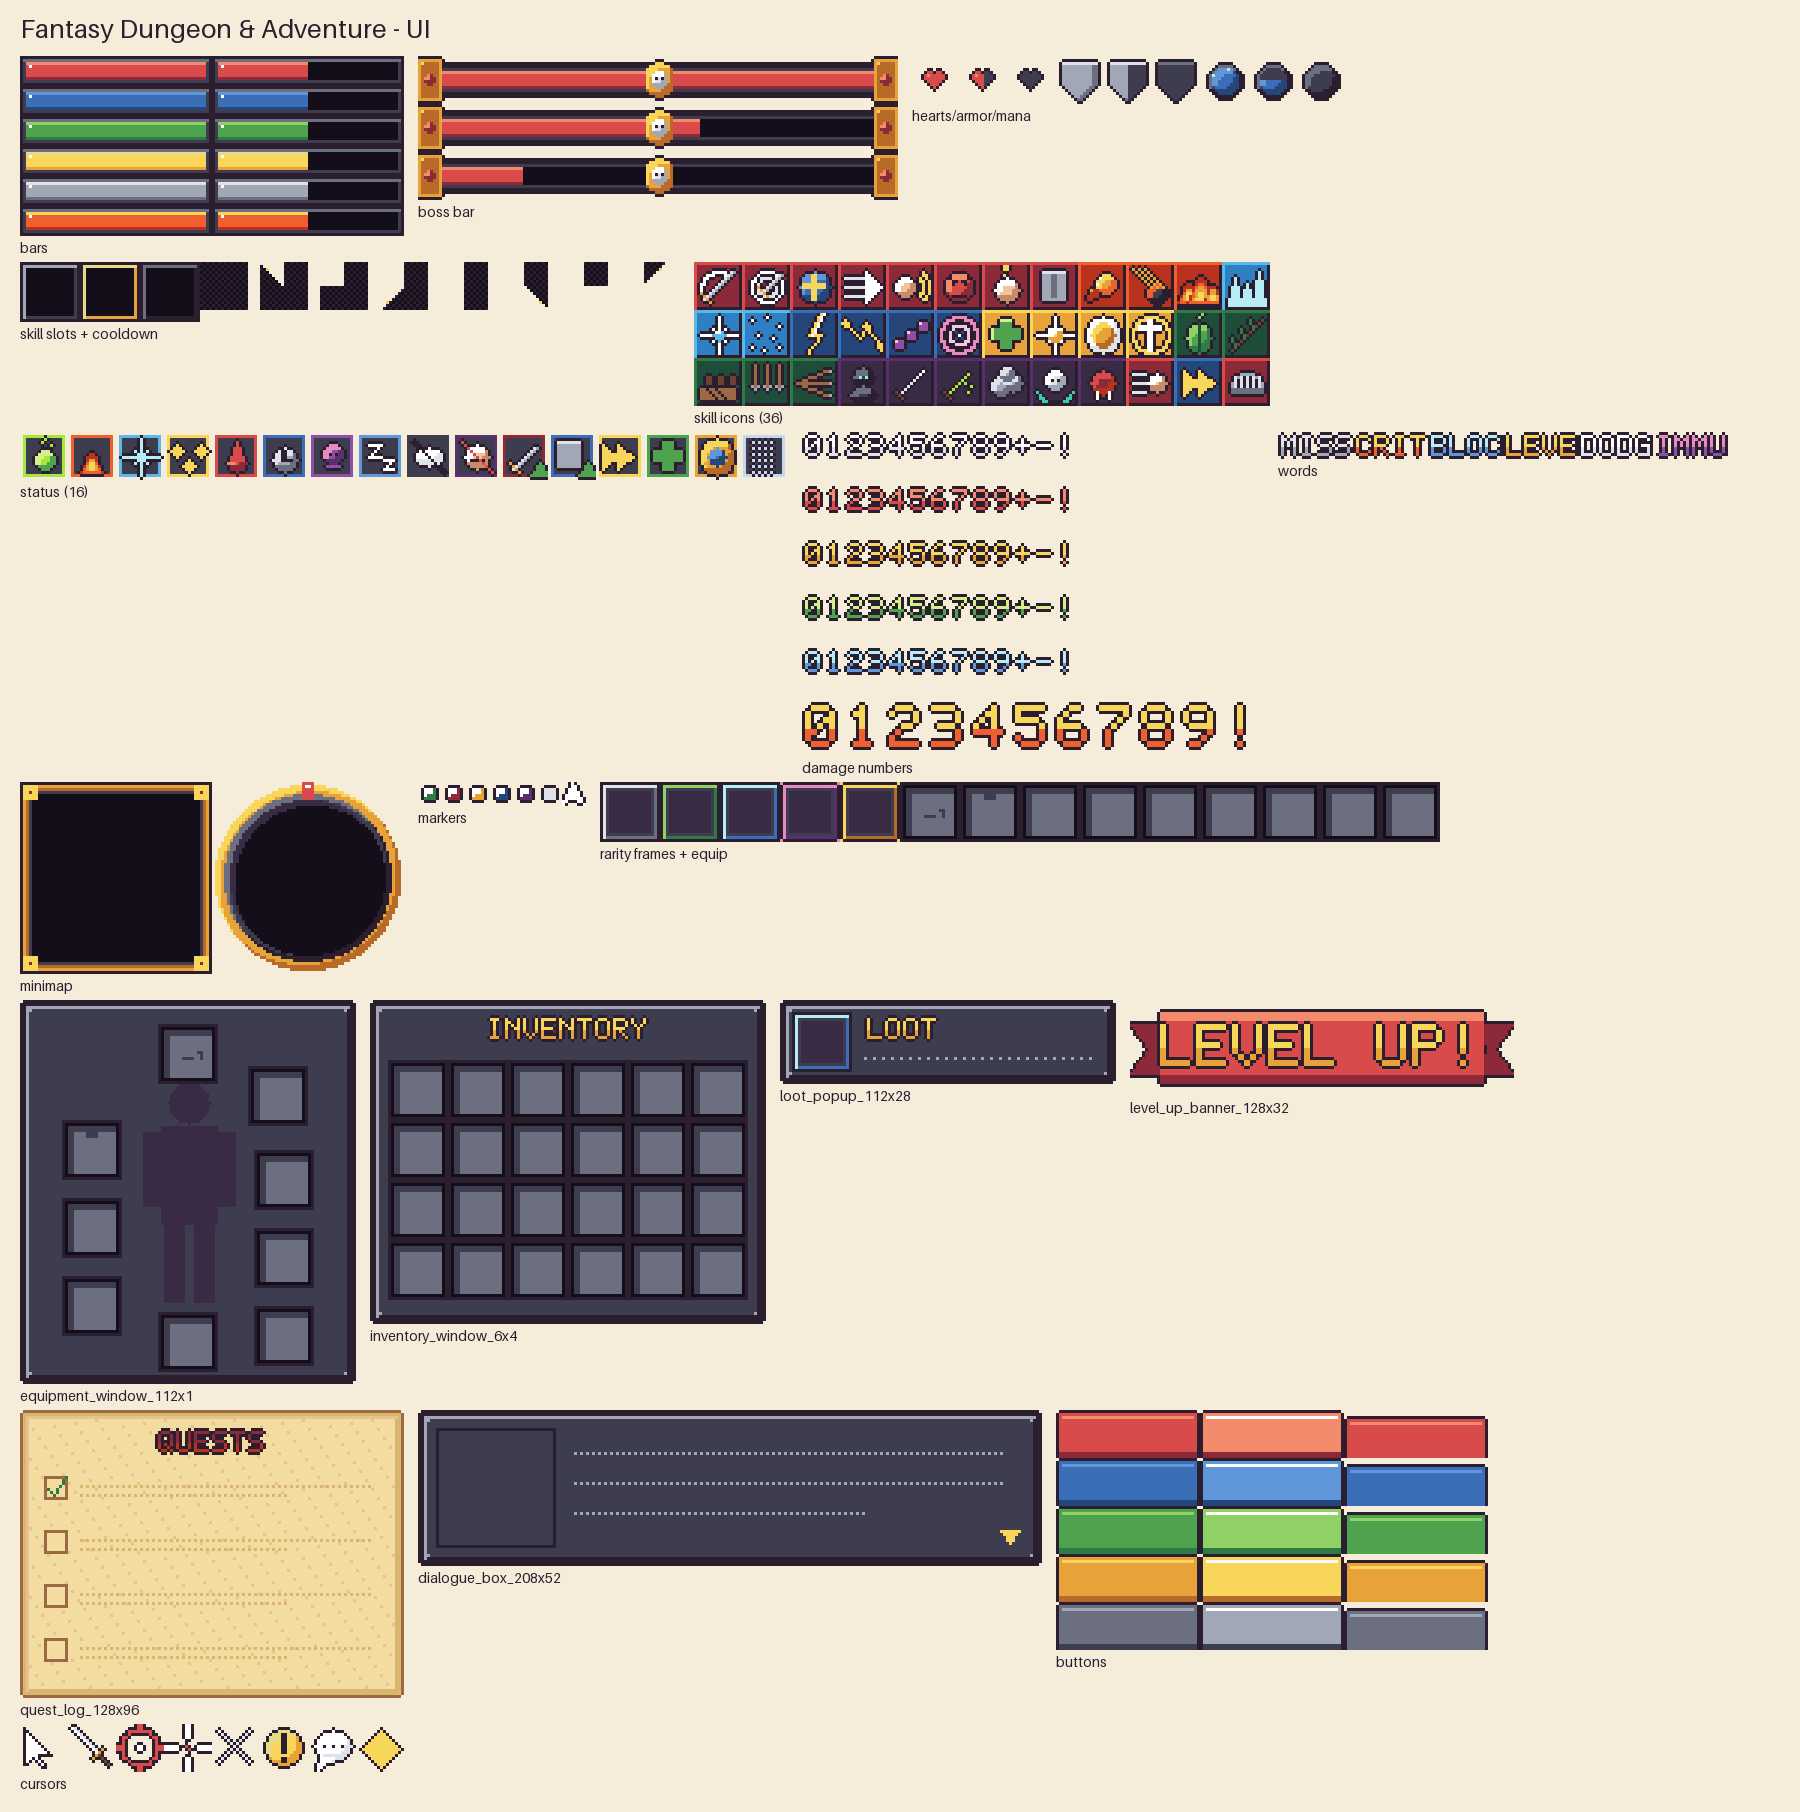 Fantasy Dungeon & Adventure - UI
bars
boss bar
hearts/armor/mana
skill slots + cooldown
skill icons (36)
status (16)
0123456789+-!
0123456789+-!
0123456789+-!
0123456789+-!
0123456789+-!
0123456789!
damage numbers
MISSCRITBLOCLEVEDODGIMMU
words
minimap
markers
rarity frames + equip
equipment_window_112x1
INVENTORY
inventory_window_6x4
LOOT
loot_popup_112x28
LEVEL UP!
level_up_banner_128x32
QUESTS
quest_log_128x96
dialogue_box_208x52
buttons
cursors